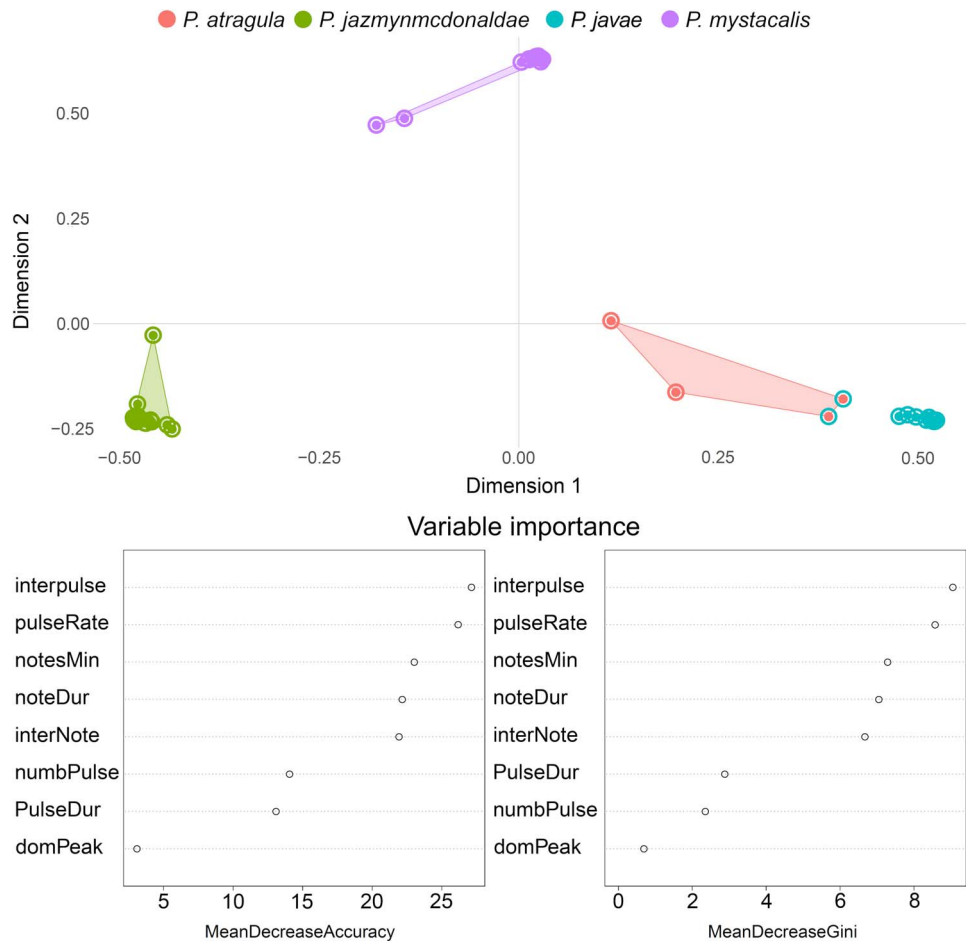 P. atragula P. jazmynmcdonaldae P. javae P. mystacalis
0.50
0.25
Dimension 2
0.00
−0.25
−0.50 −0.25 0.00 0.25 0.50
Dimension 1
Variable importance
interpulse
pulseRate
notesMin
noteDur
interNote
numbPulse
PulseDur
domPeak
5 10 15 20 25
MeanDecreaseAccuracy
interpulse
pulseRate
notesMin
noteDur
interNote
PulseDur
numbPulse
domPeak
0 2 4 6 8
MeanDecreaseGini